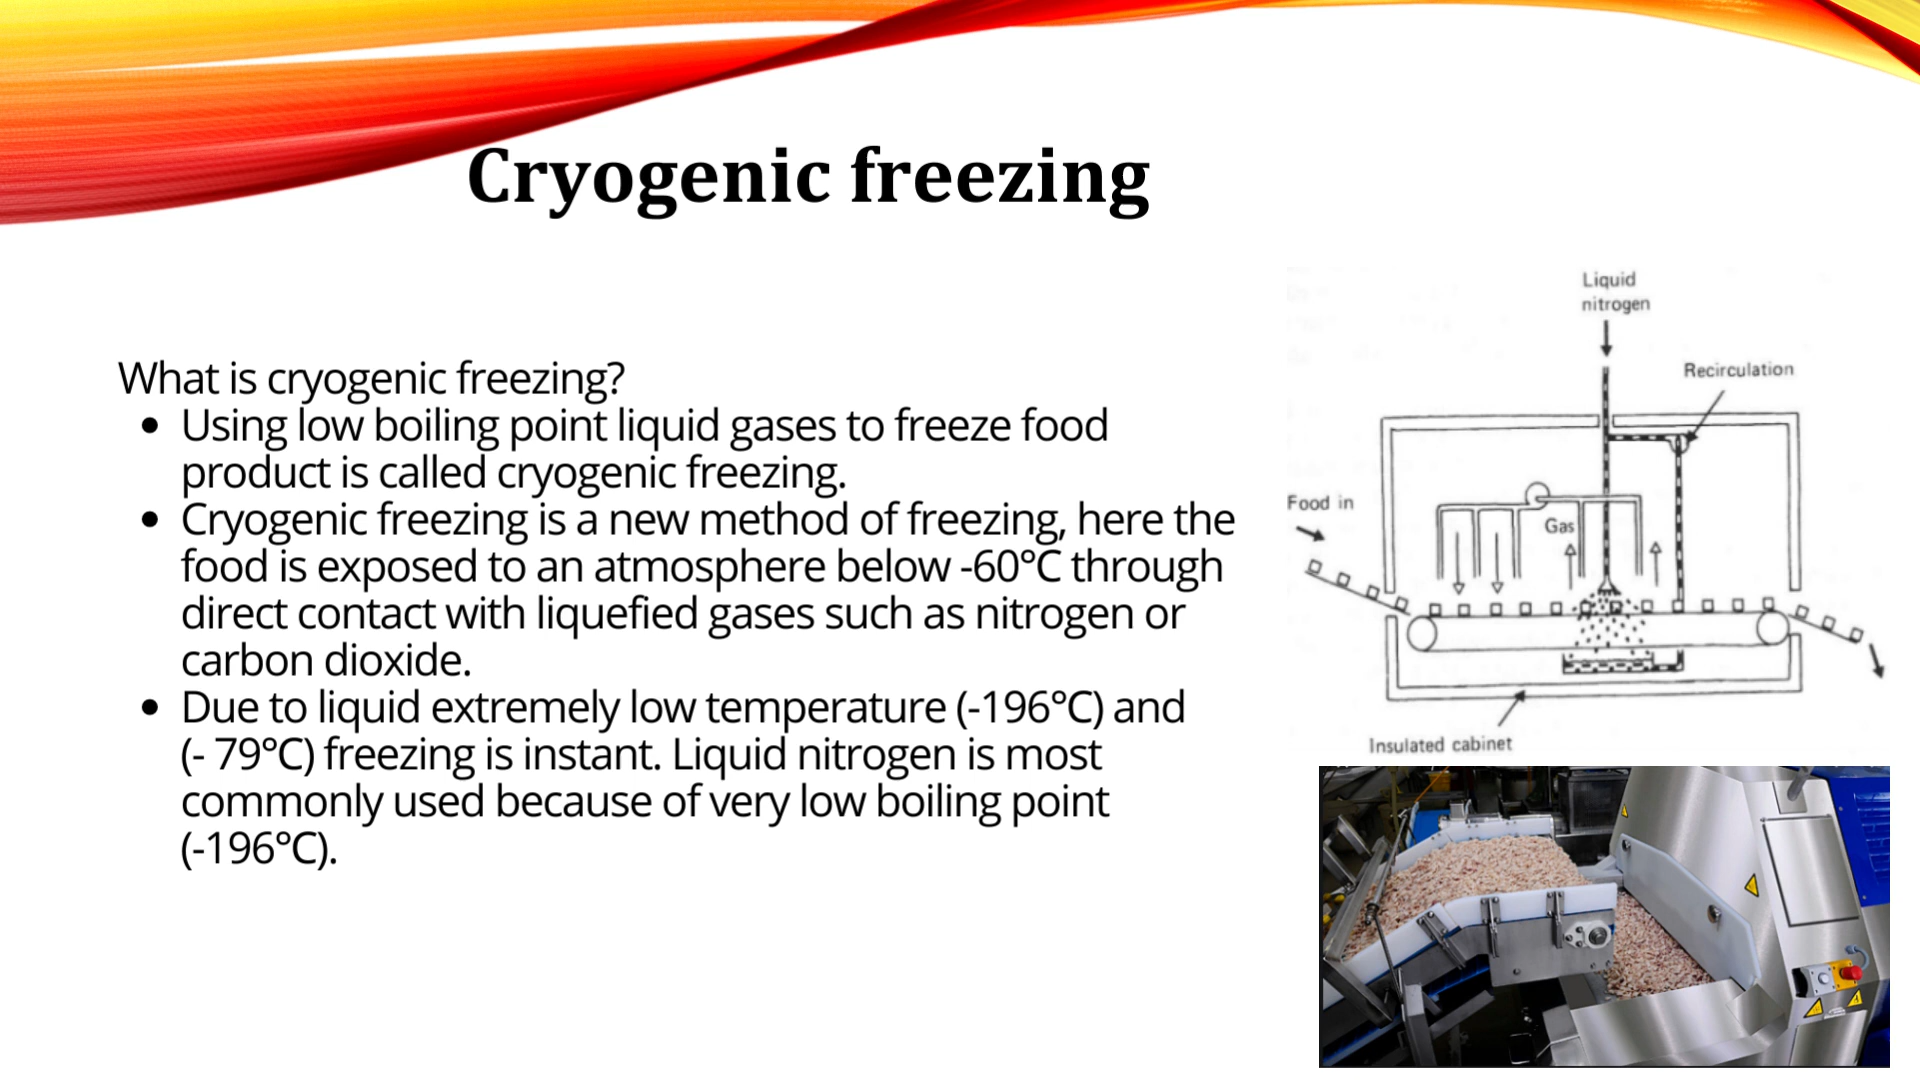 Cryogenic freezing
What is cryogenic freezing?
• Using low boiling point liquid gases to freeze food
product is called cryogenic freezing.
• Cryogenic freezing is a new method of freezing, here the
food is exposed to an atmosphere below -60°C through
direct contact with liquefied gases such as nitrogen or
carbon dioxide.
• Due to liquid extremely low temperature (-196°C) and
(- 79°C) freezing is instant. Liquid nitrogen is most
commonly used because of very low boiling point
(-196°C).
Liquid
nitrogen
Recirculation
Food in
Gas
Insulated cabinet